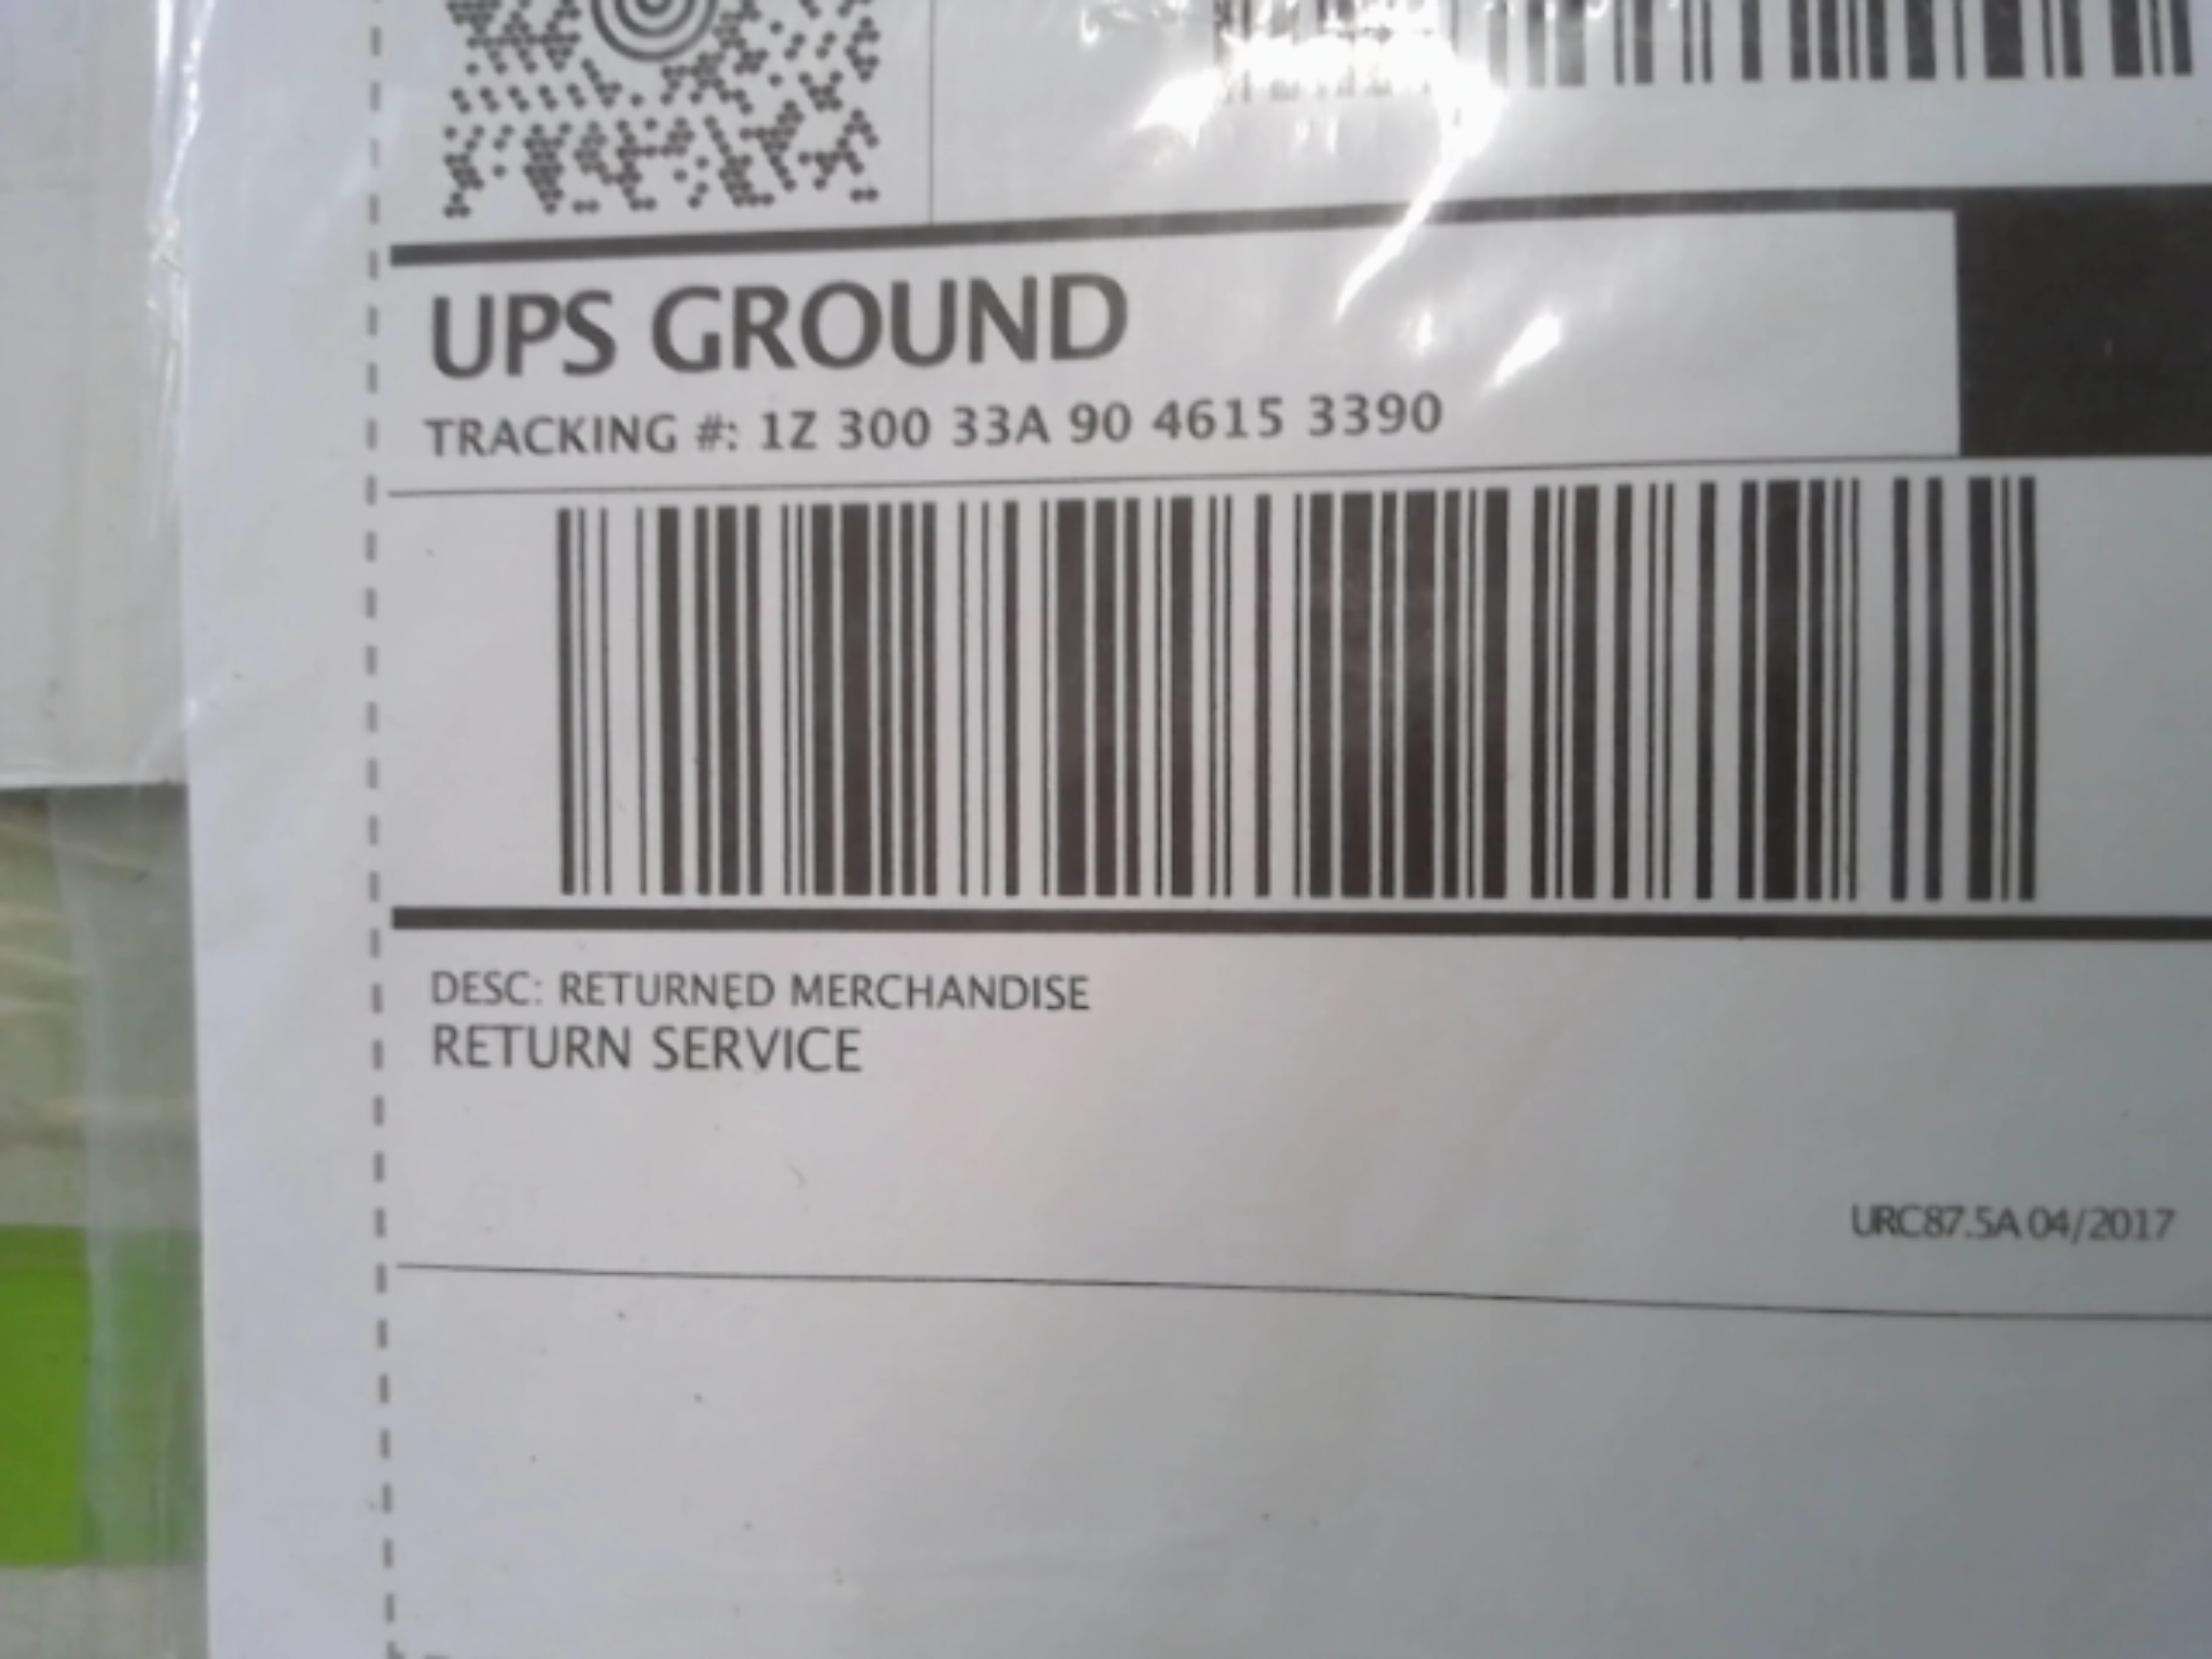 UPS GROUND
TRACKING #: 1Z 300 33A 90 4615 3390
DESC: RETURNED MERCHANDISE
RETURN SERVICE
URC87.5A 04/2017